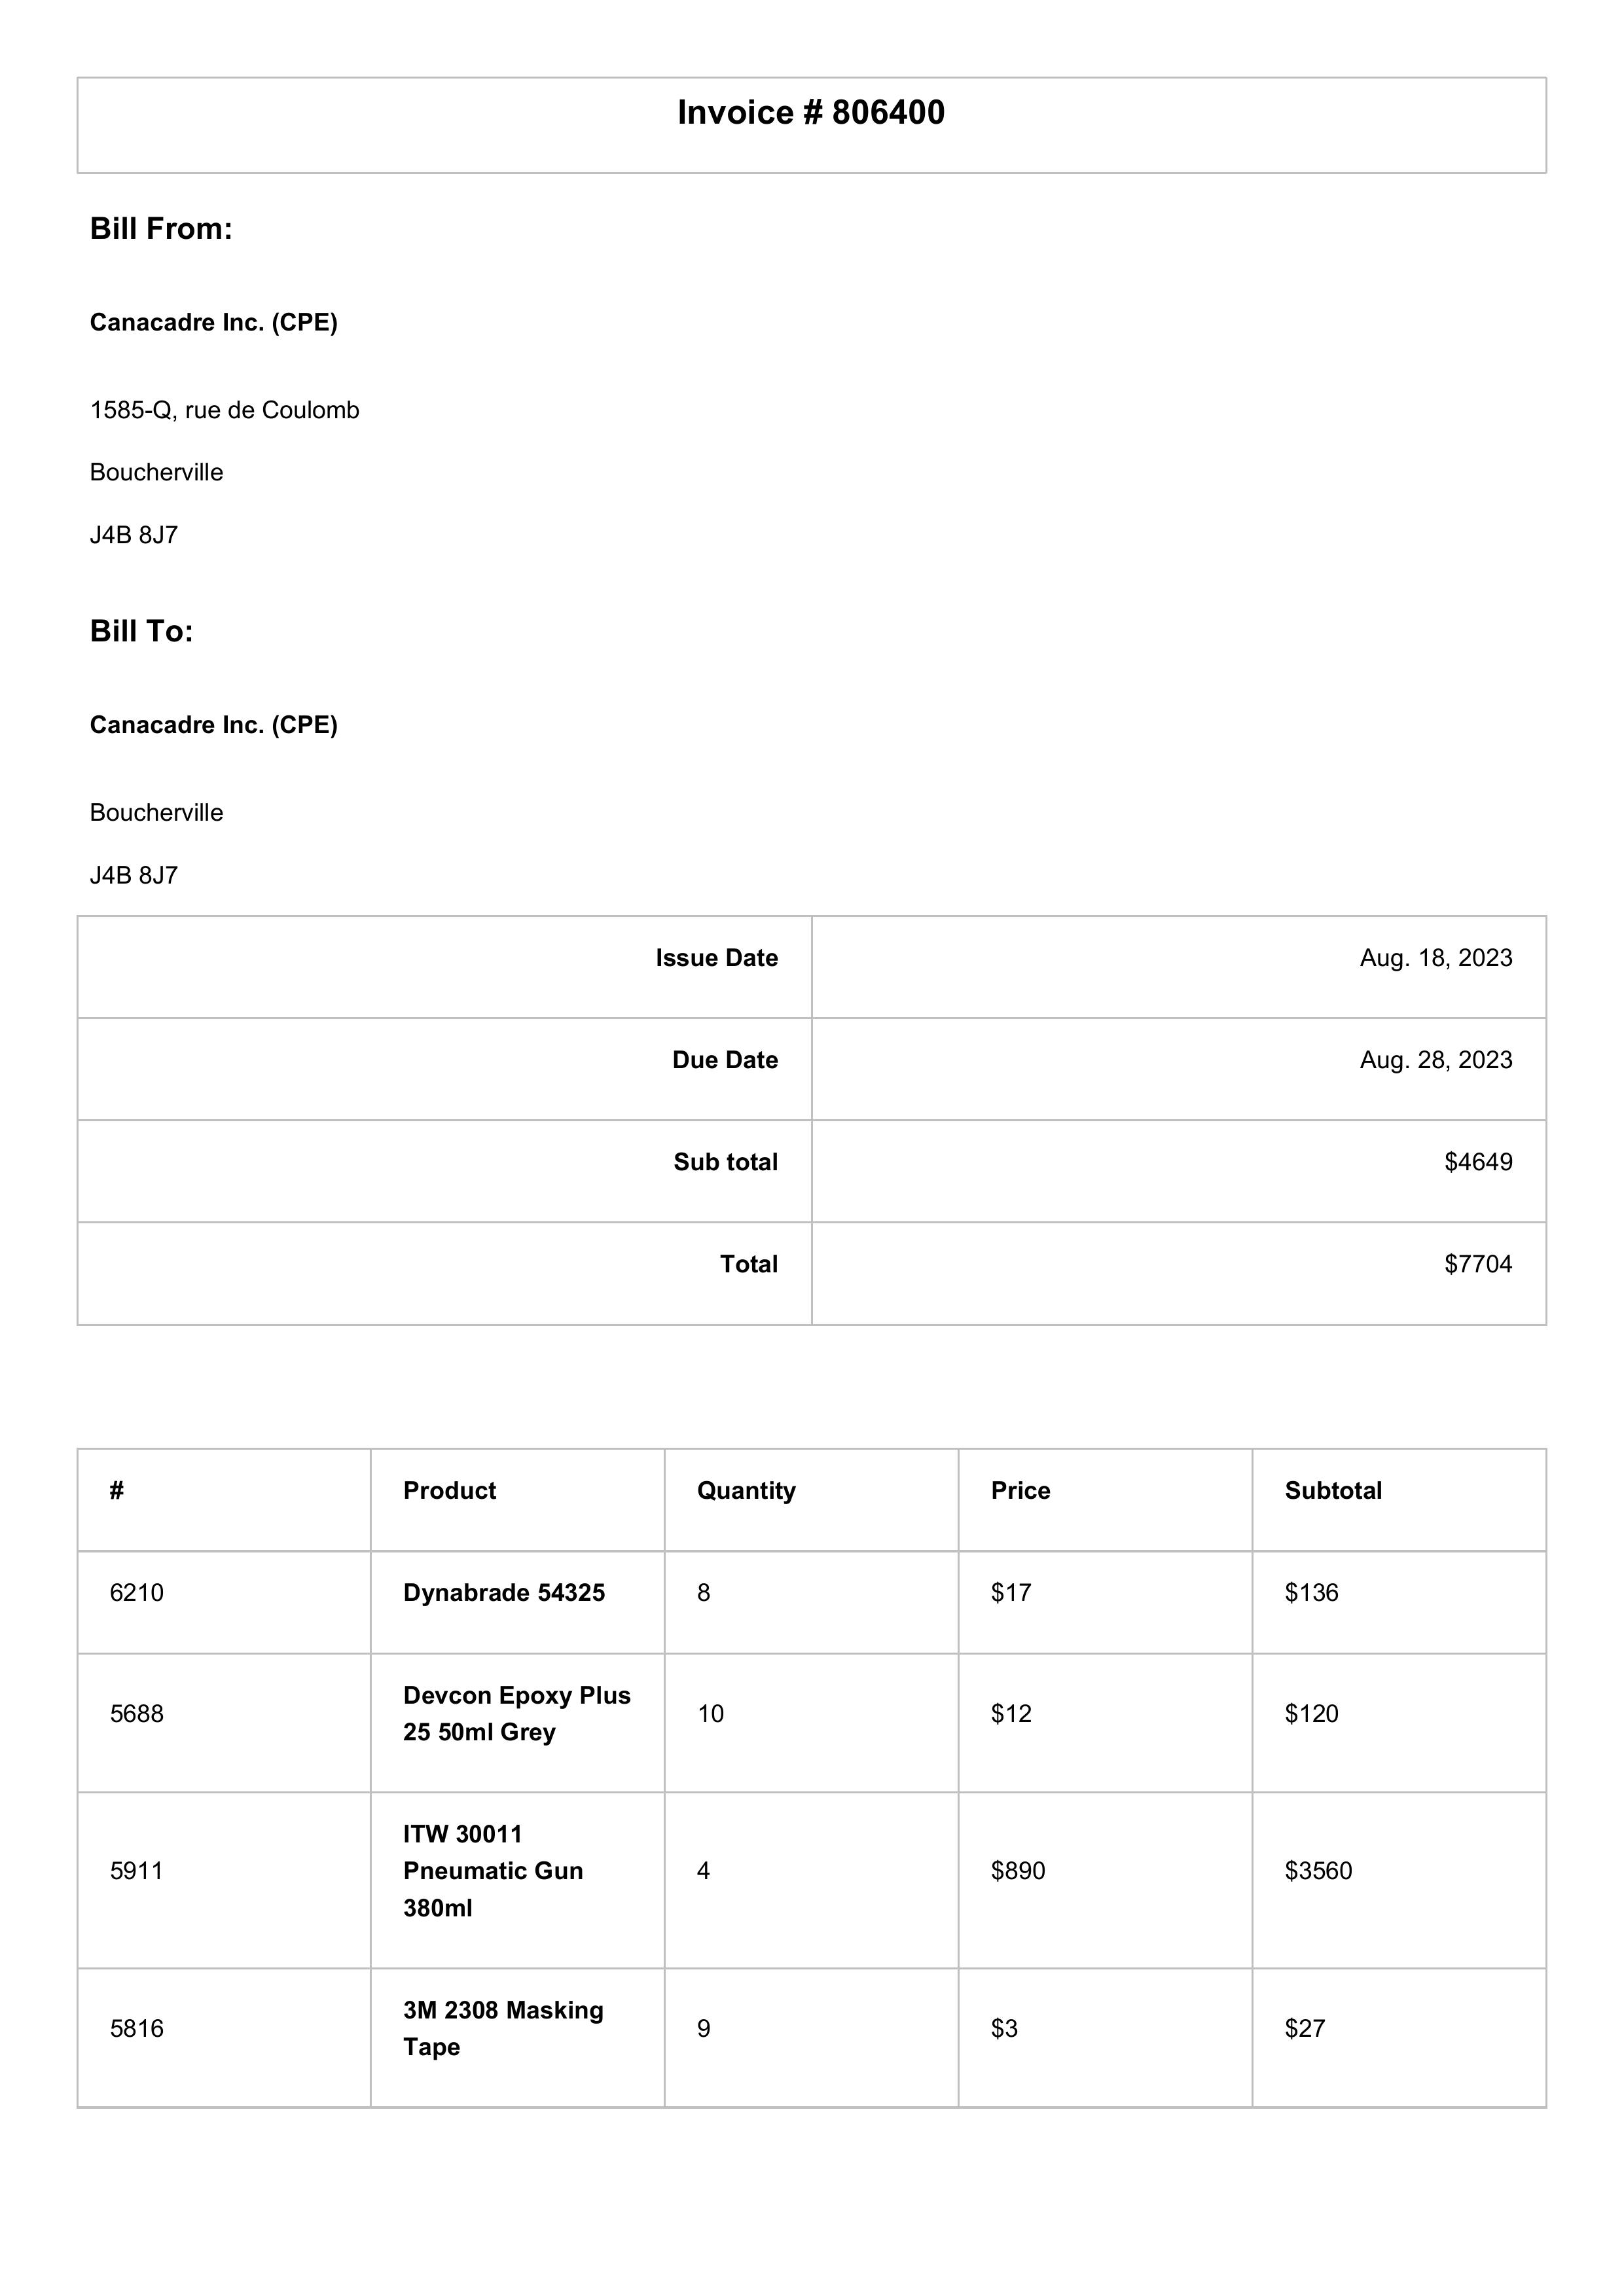 Invoice # 806400
Bill From:
Canacadre Inc. (CPE)
1585-Q, rue de Coulomb
Boucherville
J4B 8J7
Bill To:
Canacadre Inc. (CPE)
Boucherville
J4B 8J7
Issue Date Aug. 18, 2023
Due Date Aug. 28, 2023
Sub total $4649
Total $7704
# Product Quantity Price Subtotal
6210 Dynabrade 54325 8 $17 $136
Devcon Epoxy Plus
5688 25 50ml Grey 10 $12 $120
ITW 30011
5911 Pneumatic Gun 4 $890 $3560
380ml
3M 2308 Masking
5816 Tape 9 $3 $27